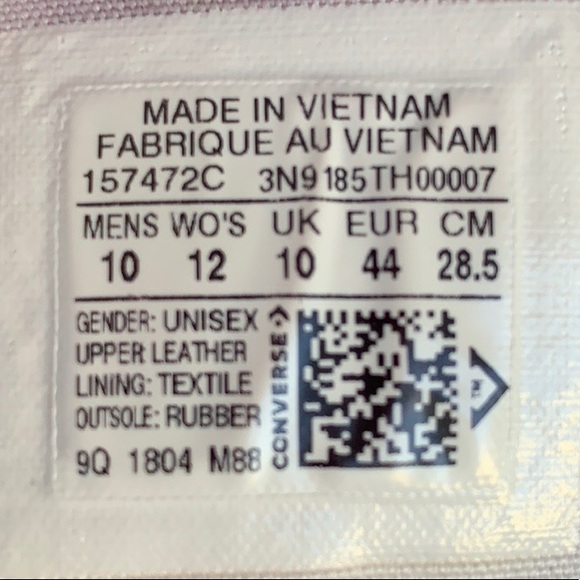 MADE IN VIETNAM
FABRIQUE AU VIETNAM
157472C 3N9185TH00007
MENS WO'S UK EUR CM
10 12 10 44 28.5
GENDER: UNISEX
UPPER: LEATHER
LINING: TEXTILE
OUTSOLE: RUBBER
9Q 1804 M88
CONVERSE
TM